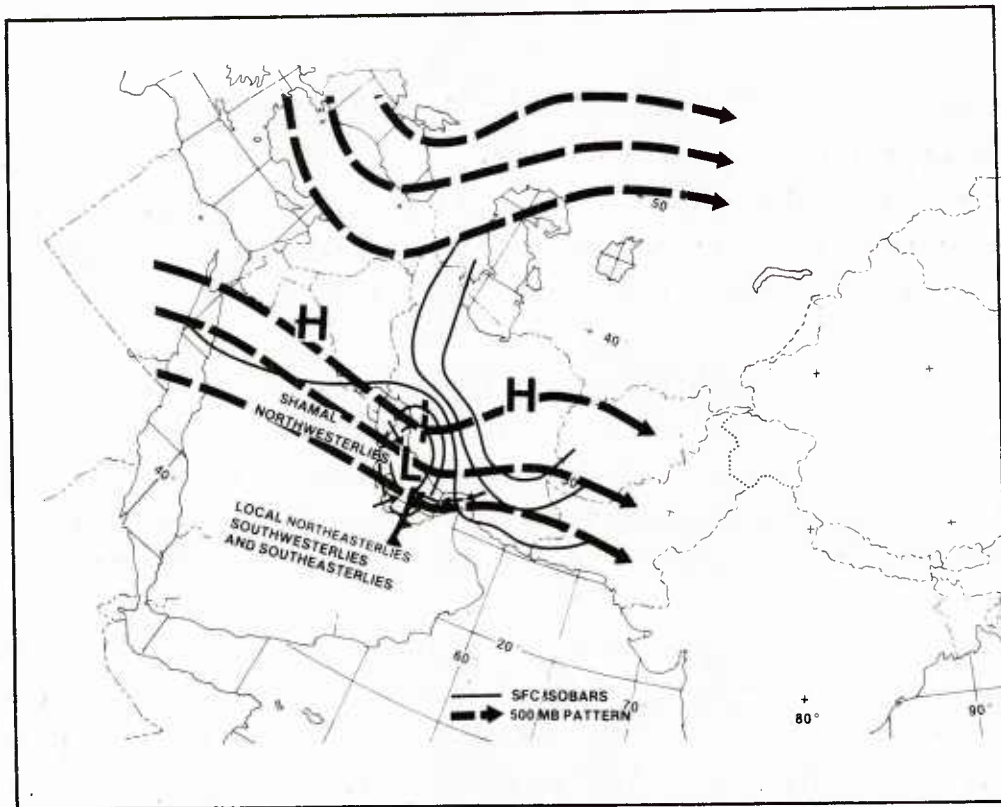 50
H
40
H
SHAMAL
NORTHWESTERLIES
L
30
40°
LOCAL NORTHEASTERLIES
SOUTHWESTERLIES
AND SOUTHEASTERLIES
20
60
SFC ISOBARS
500 MB PATTERN
70
80°
90°